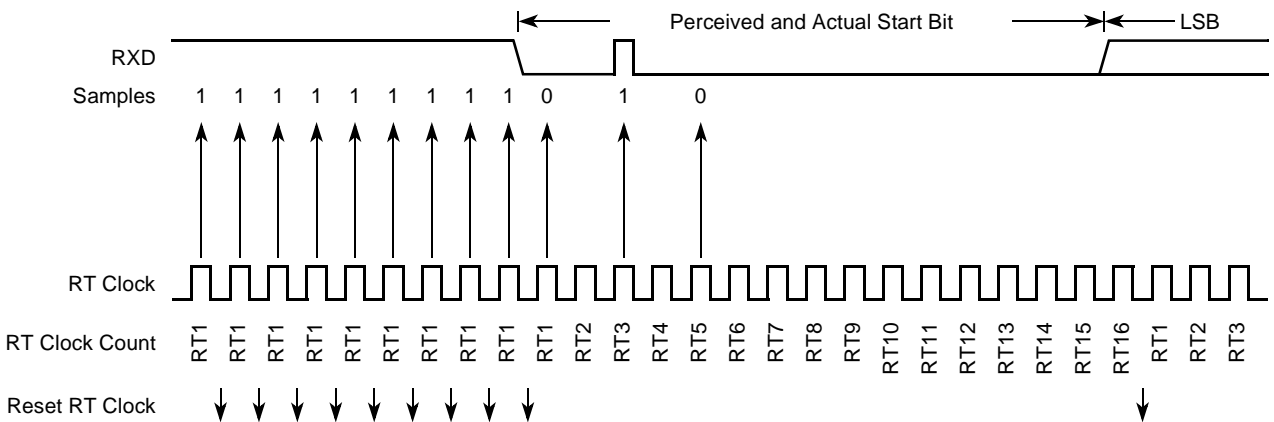 Perceived and Actual Start Bit
LSB
RXD
Samples 1 1 1 1 1 1 1 1 1 0 1 0
RT Clock
RT Clock Count RT1 RT1 RT1 RT1 RT1 RT1 RT1 RT1 RT1 RT1 RT2 RT3 RT4 RT5 RT6 RT7 RT8 RT9 RT10 RT11 RT12 RT13 RT14 RT15 RT16 RT1 RT2 RT3
Reset RT Clock